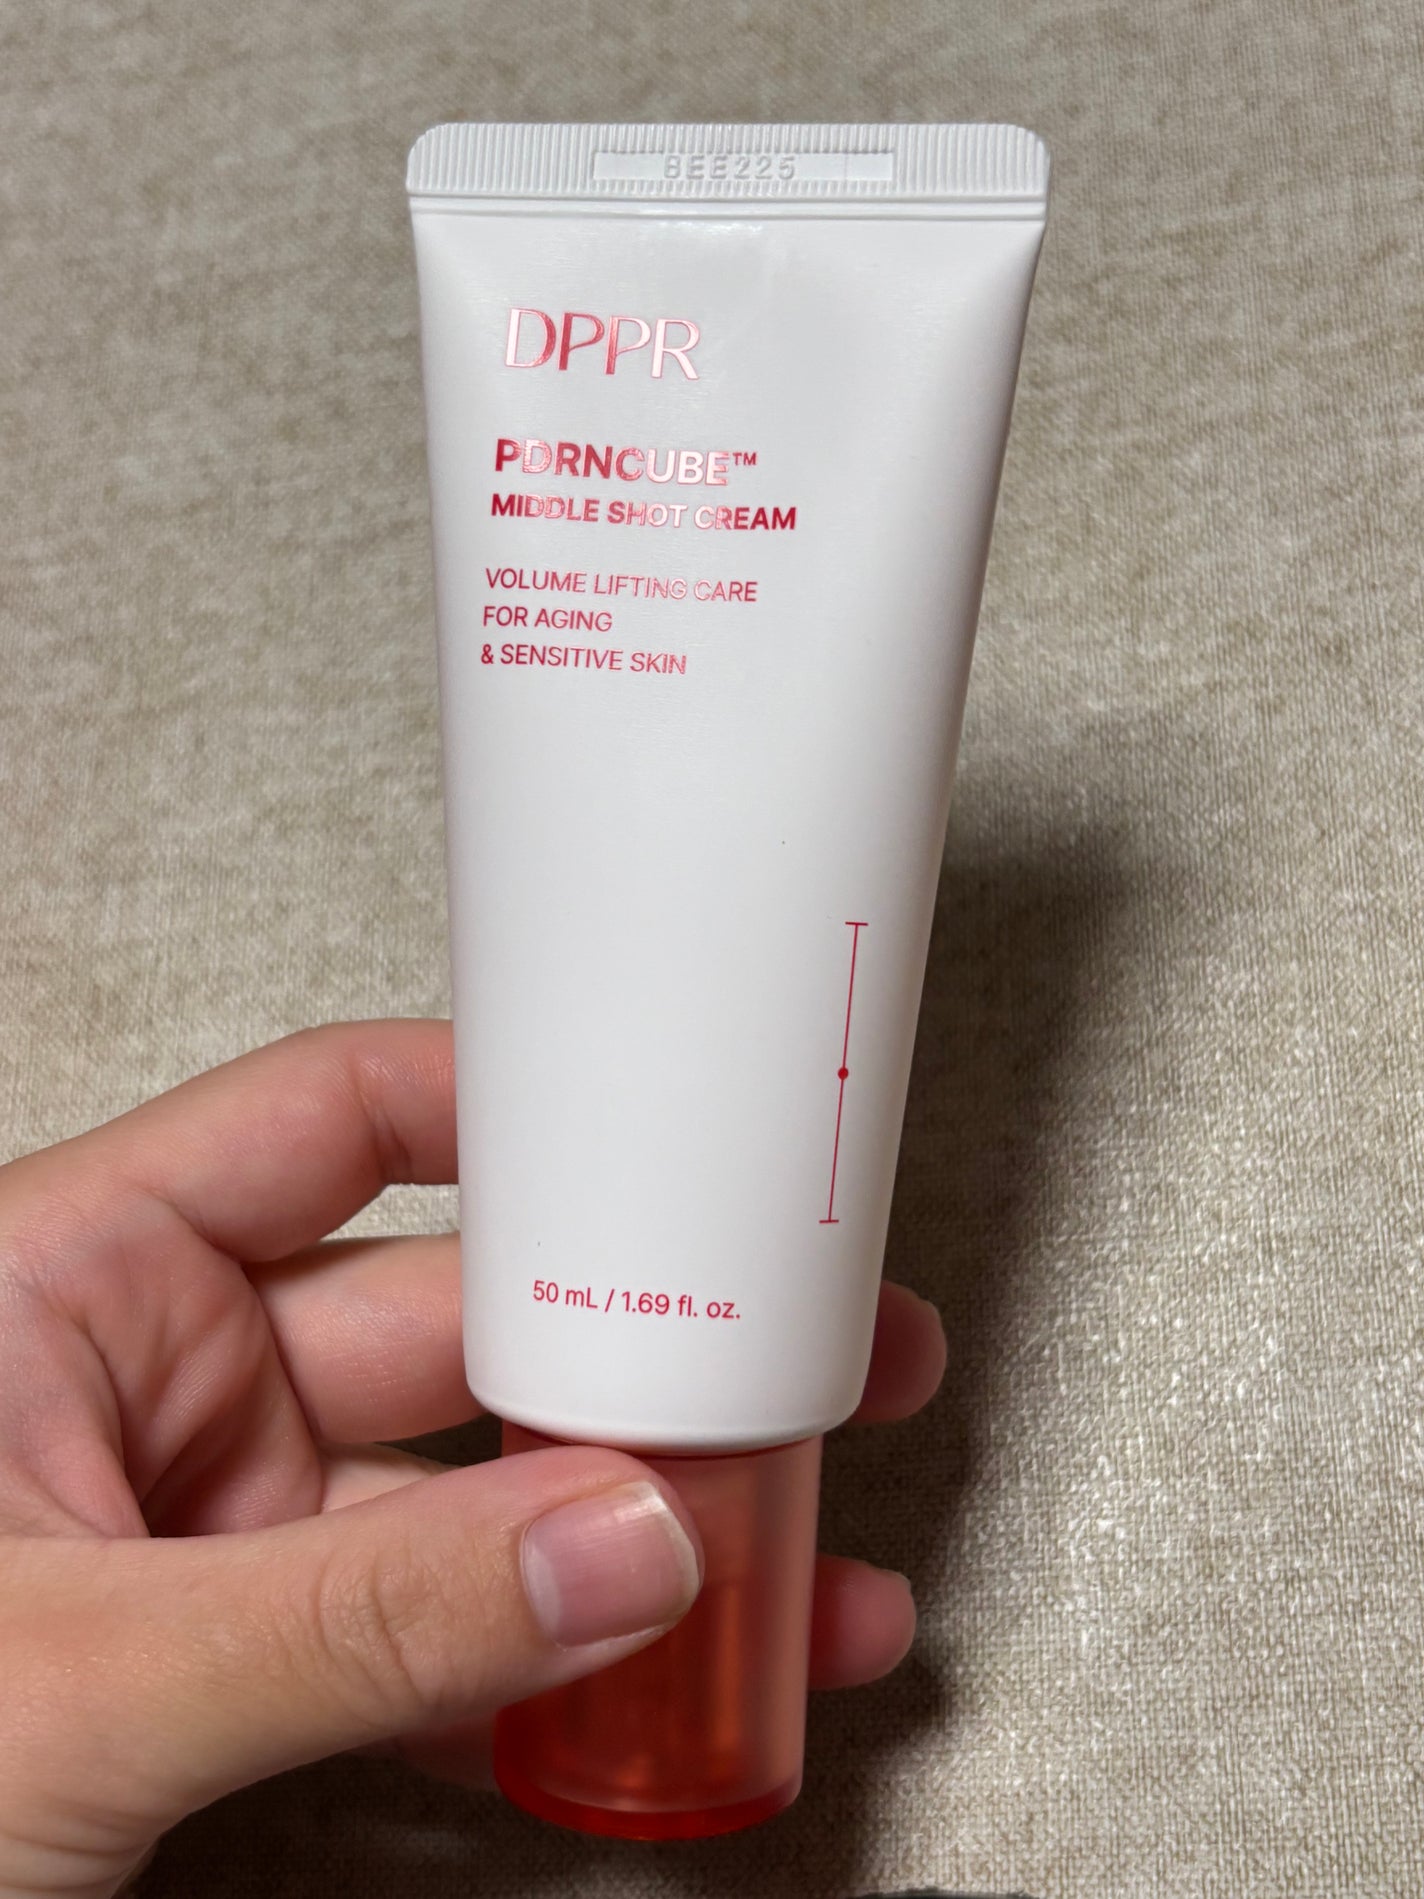 BEE225
DPPR
PDRNCUBE™
MIDDLE SHOT CREAM
VOLUME LIFTING CARE
FOR AGING
& SENSITIVE SKIN
50 mL / 1.69 fl. oz.